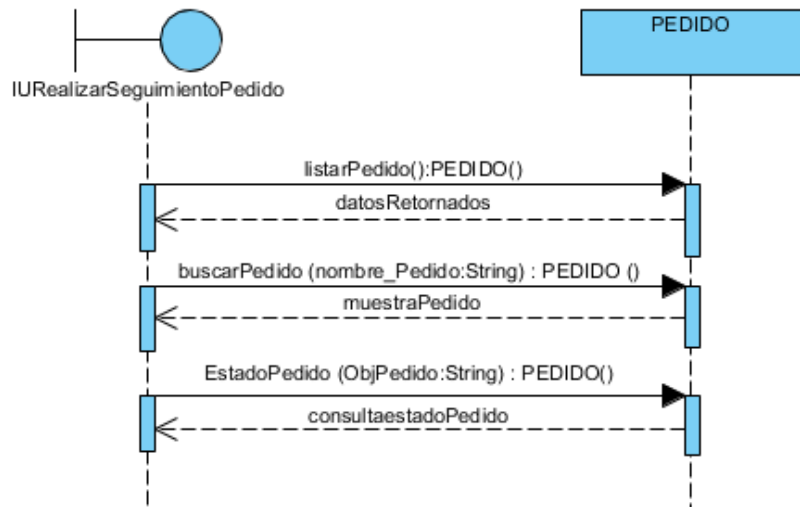 PEDIDO
IURealizarSeguimientoPedido
listarPedido():PEDIDO()
datosRetornados
buscarPedido (nombre_Pedido:String) : PEDIDO ()
muestraPedido
EstadoPedido (ObjPedido:String) : PEDIDO()
consultaestadoPedido